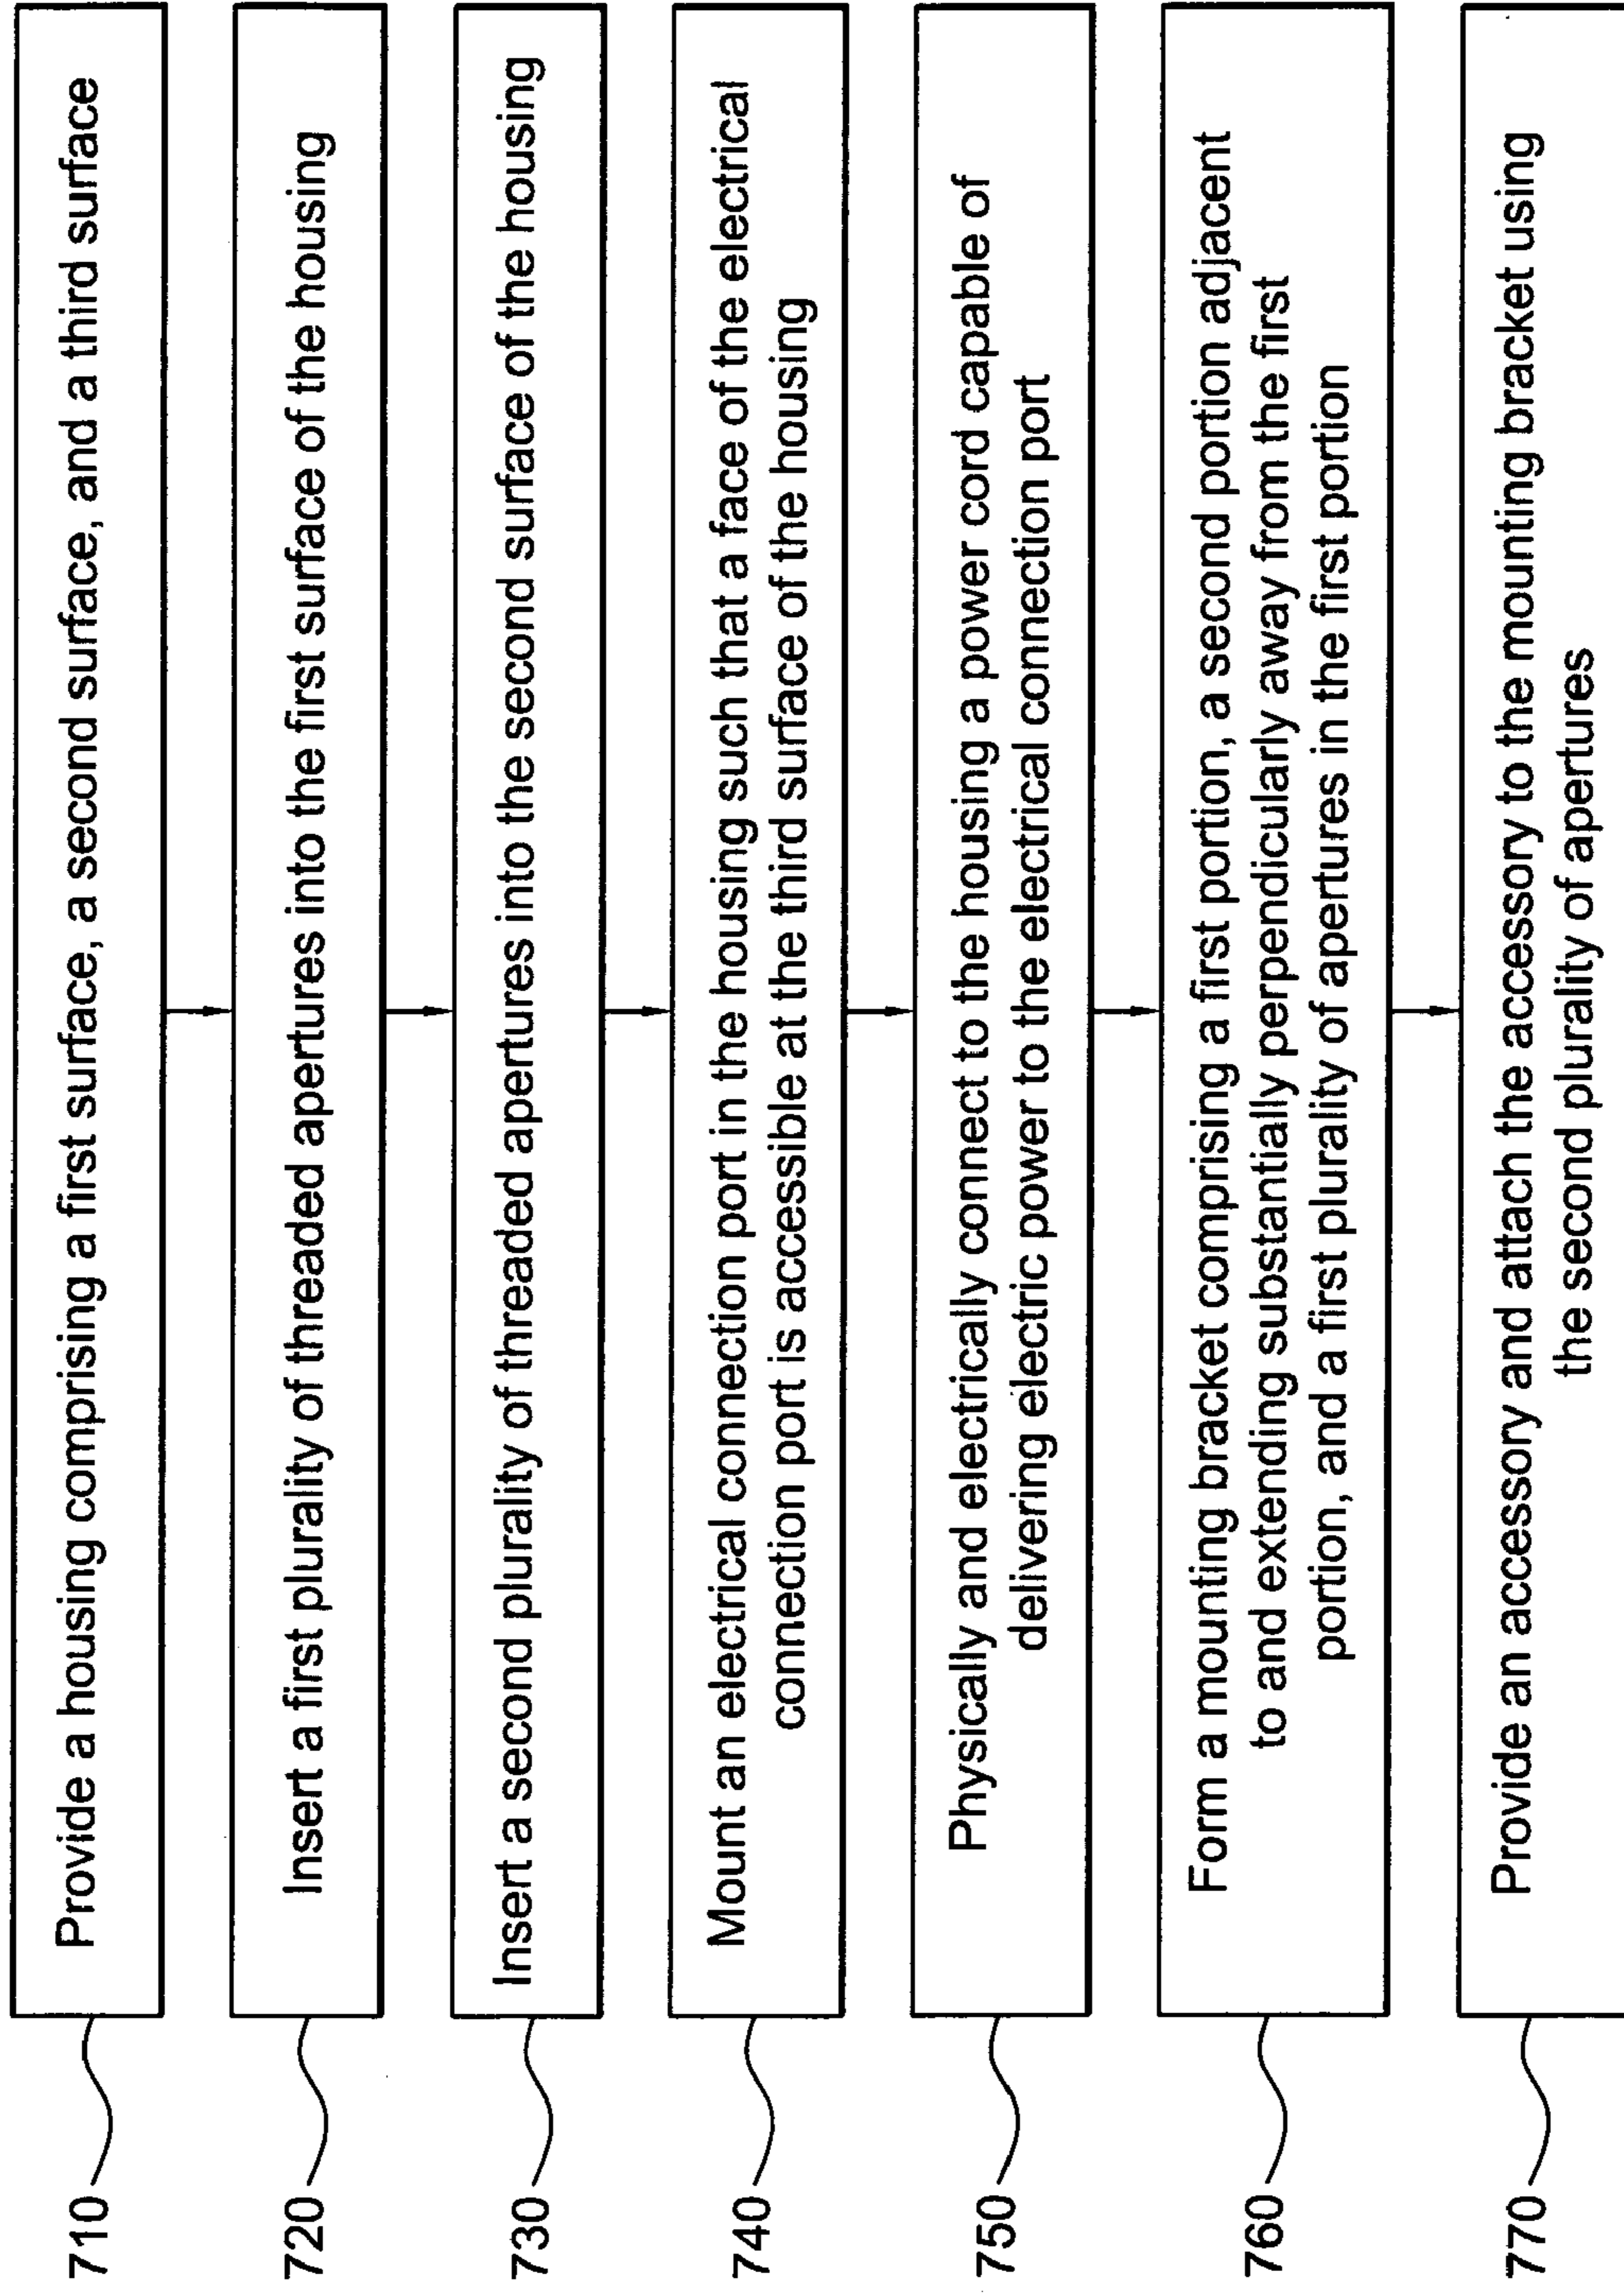 710
Provide a housing comprising a first surface, a second surface, and a third surface
720
Insert a first plurality of threaded apertures into the first surface of the housing
730
Insert a second plurality of threaded apertures into the second surface of the housing
740
Mount an electrical connection port in the housing such that a face of the electrical
connection port is accessible at the third surface of the housing
750
Physically and electrically connect to the housing a power cord capable of
delivering electric power to the electrical connection port
760
Form a mounting bracket comprising a first portion, a second portion adjacent
to and extending substantially perpendicularly away from the first
portion, and a first plurality of apertures in the first portion
770
Provide an accessory and attach the accessory to the mounting bracket using
the second plurality of apertures